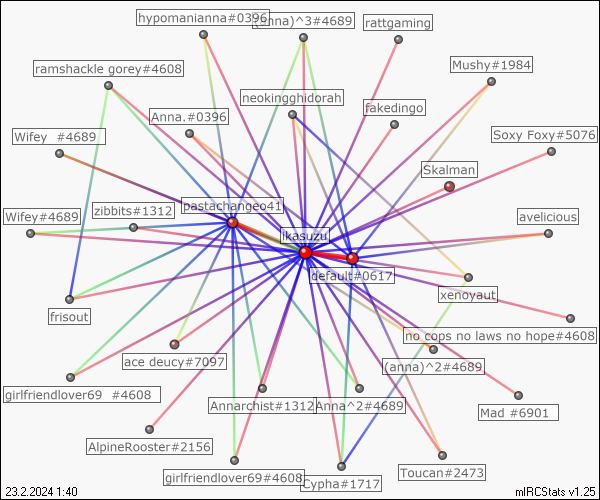 hypomanianna#0396
(anna)^3#4689
rattgaming
ramshackle gorey#4608
Mushy#1984
neokingghidorah
Anna.#0396
fakedingo
Wifey #4689
Soxy Foxy#5076
Skalman
zibbits#1312
pastachangeo41
Wifey#4689
avelicious
ikasuzu
default#0617
xenoyaut
frisout
no cops no laws no hope#4608
ace deucy#7097
(anna)^2#4689
girlfriendlover69 #4608
Annarchist#1312
Anna^2#4689
Mad #6901
AlpineRooster#2156
girlfriendlover69#4608
Cypha#1717
Toucan#2473
23.2.2024 1:40
mIRCStats v1.25